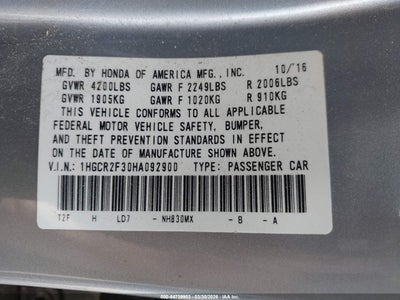 MFD. BY HONDA OF AMERICA MFG., INC. 10/'16
GVWR 4200LBS GAWR F 2249LBS R 2006LBS
GVWR 1905KG GAWR F 1020KG R 910KG
THIS VEHICLE CONFORMS TO ALL APPLICABLE
FEDERAL MOTOR VEHICLE SAFETY, BUMPER,
AND THEFT PREVENTION STANDARDS IN EFFECT
ON THE DATE OF MANUFACTURE SHOWN ABOVE.
V.I.N.: 1HGCR2F30HA092900 TYPE: PASSENGER CAR
T2F H LD7 - NH830MX - B - A